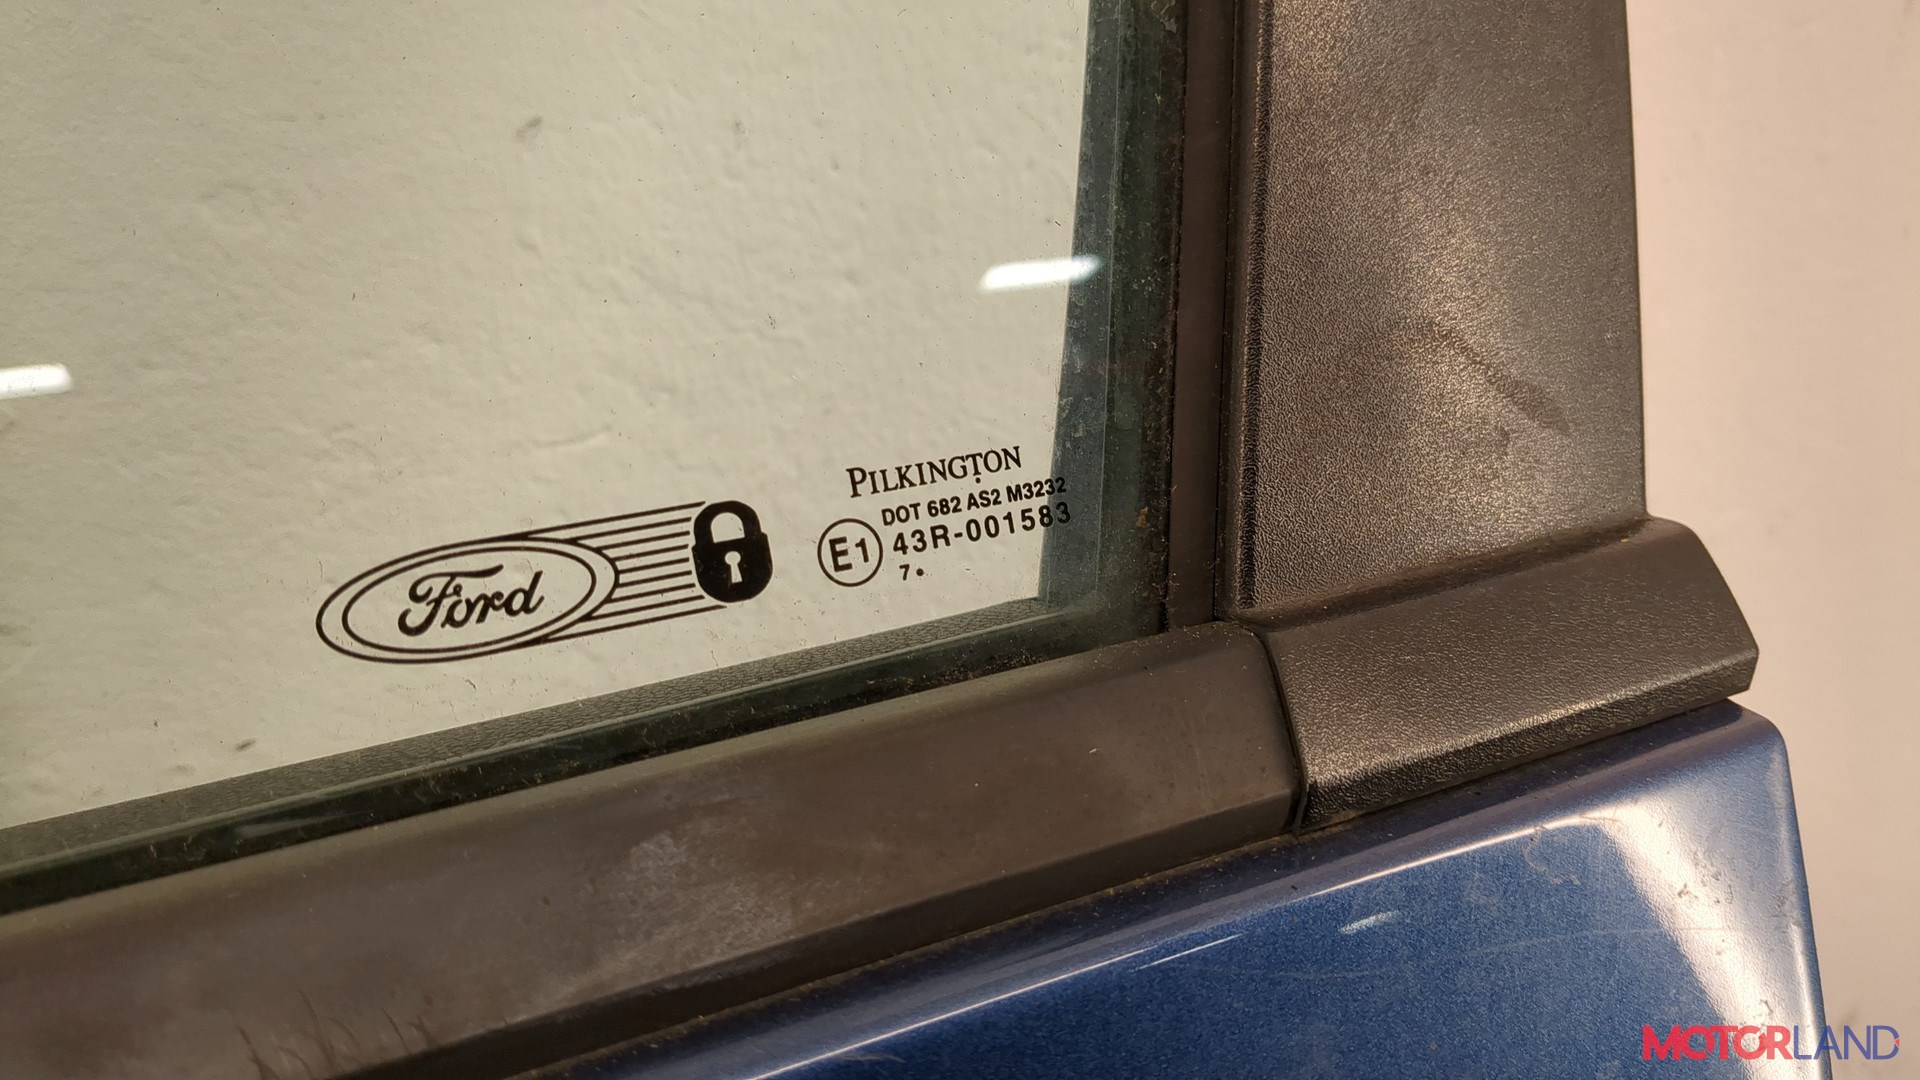 PILKINGTON
DOT 682 AS2 M3232
E1 43R-001583
7•
Ford
MOTORLAND